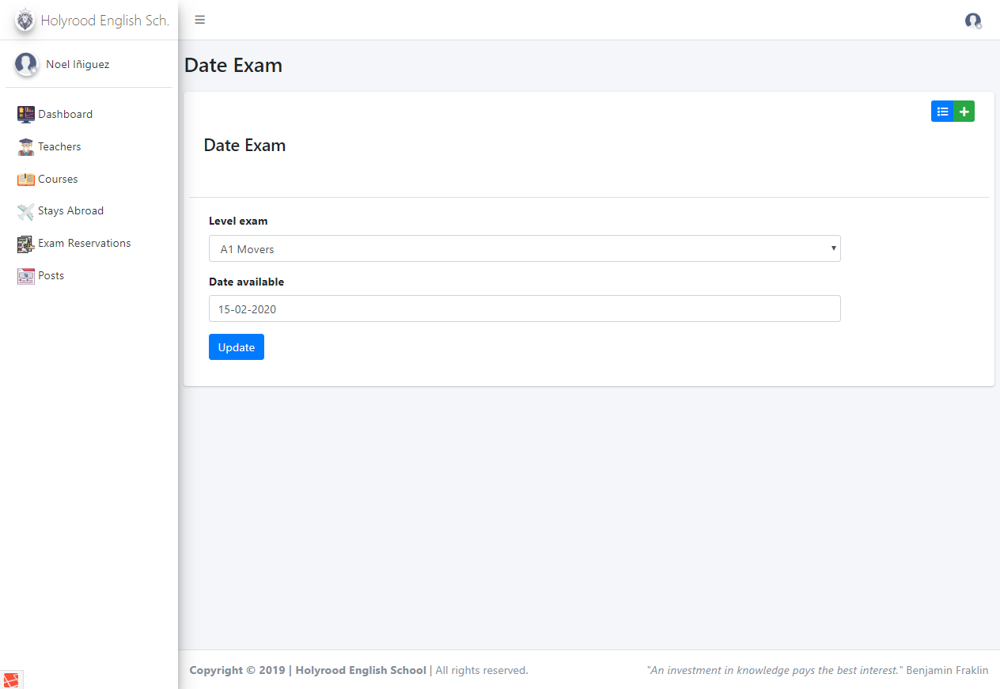 Holyrood English Sch.
Noel Iñiguez
Dashboard
Teachers
Courses
Stays Abroad
Exam Reservations
Posts
Date Exam
Date Exam
Level exam
A1 Movers
Date available
15-02-2020
Update
Copyright © 2019 | Holyrood English School | All rights reserved.
"An investment in knowledge pays the best interest." Benjamin Fraklin